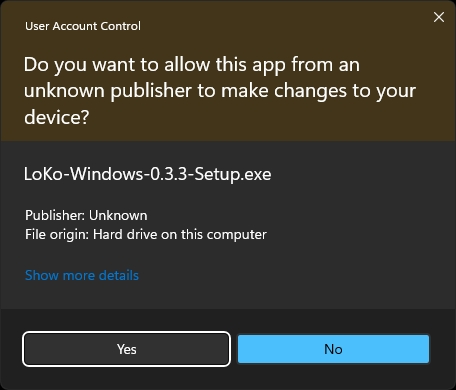 User Account Control
Do you want to allow this app from an
unknown publisher to make changes to your
device?
LoKo-Windows-0.3.3-Setup.exe
Publisher: Unknown
File origin: Hard drive on this computer
Show more details
Yes
No